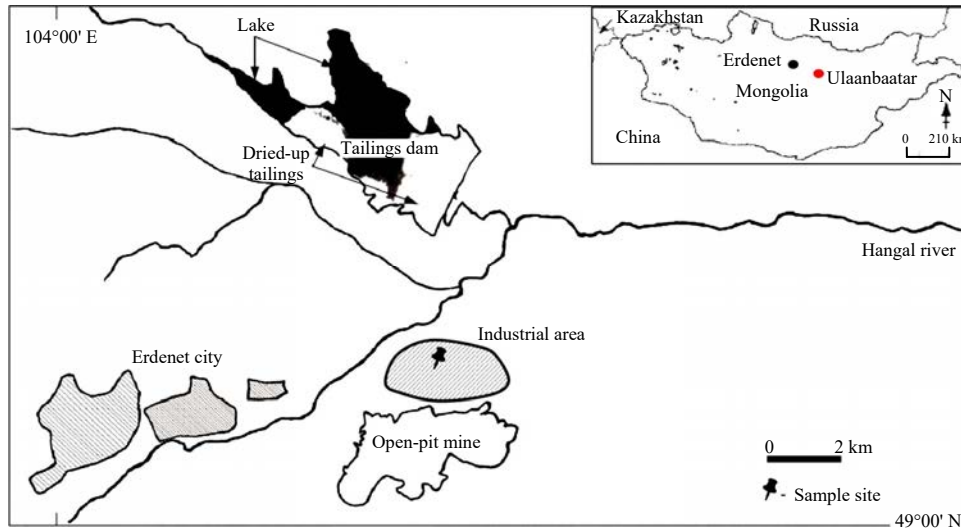 104°00' E
Lake
Tailings dam
Dried-up
tailings
Kazakhstan
Russia
Erdenet
Ulaanbaatar
Mongolia
N
China
0 210 km
Hangal river
Industrial area
Erdenet city
Open-pit mine
0 2 km
- Sample site
49°00' N